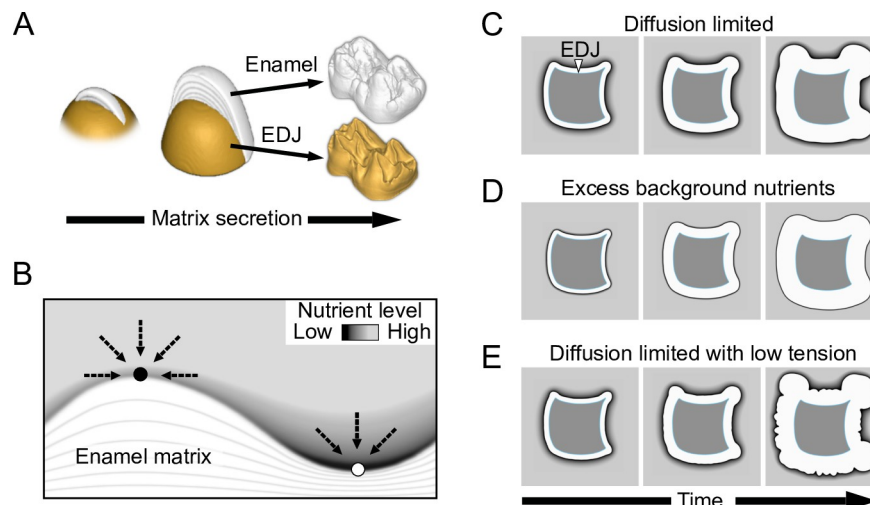 A
Enamel
EDJ
Matrix secretion
B
Nutrient level
Low High
Enamel matrix
C
Diffusion limited
EDJ
D
Excess background nutrients
E
Diffusion limited with low tension
Time